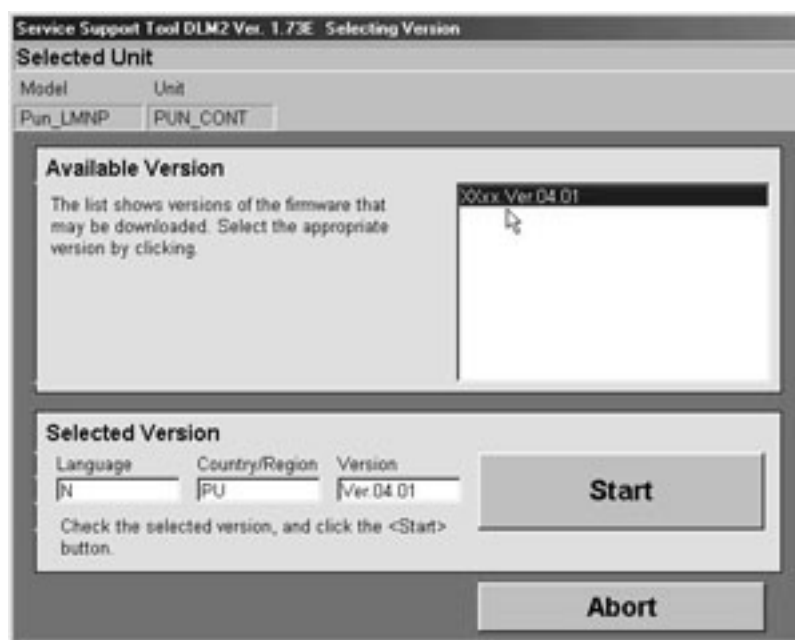 Service Support Tool DLM2 Ver. 1.73E Selecting Version
Selected Unit
Model Unit
Pun_LMNP PUN_CONT
Available Version
The list shows versions of the firmware that
may be downloaded. Select the appropriate
version by clicking.
XXxx Ver.04.01
Selected Version
Language Country/Region Version
N PU Ver.04.01
Start
Check the selected version, and click the <Start>
button.
Abort